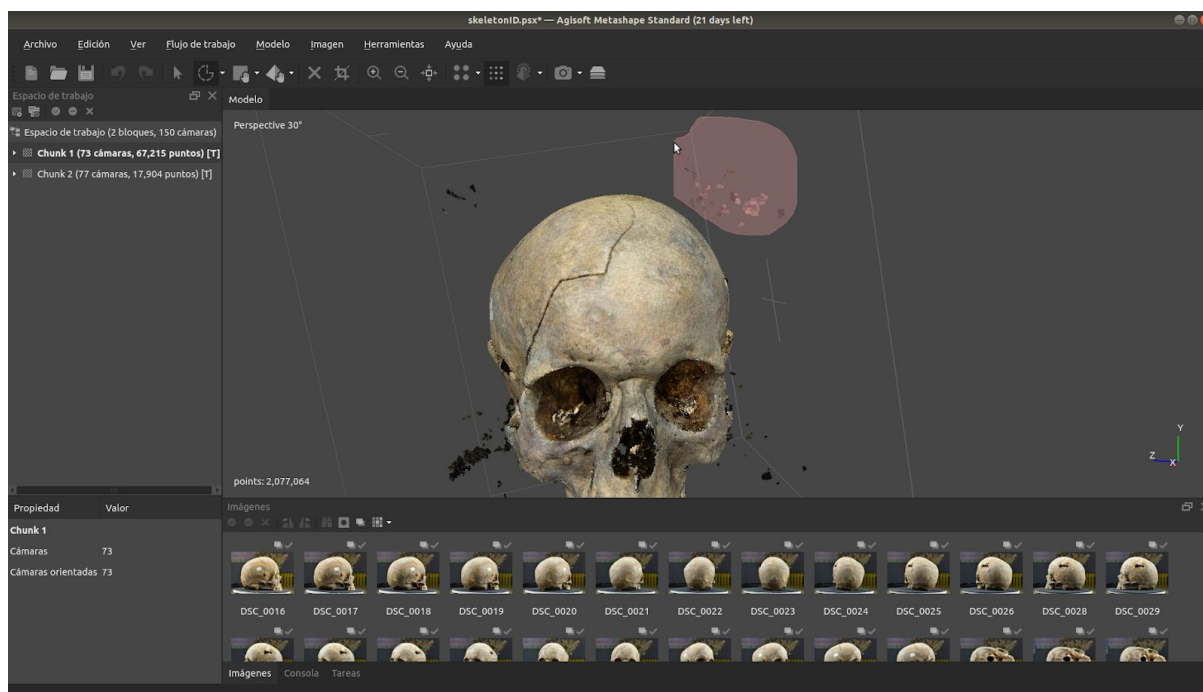 skeletonID.psx* — Agisoft Metashape Standard (21 days left)
Archivo Edición Ver Flujo de trabajo Modelo Imagen Herramientas Ayuda
Espacio de trabajo
Modelo
Espacio de trabajo (2 bloques, 150 cámaras)
Chunk 1 (73 cámaras, 67,215 puntos) [T]
Chunk 2 (77 cámaras, 17,904 puntos) [T]
Perspective 30°
Y
Z X
points: 2,077,064
Propiedad Valor
Chunk 1
Cámaras 73
Cámaras orientadas 73
Imágenes
DSC_0016 DSC_0017 DSC_0018 DSC_0019 DSC_0020 DSC_0021 DSC_0022 DSC_0023 DSC_0024 DSC_0025 DSC_0026 DSC_0028 DSC_0029
Imágenes Consola Tareas